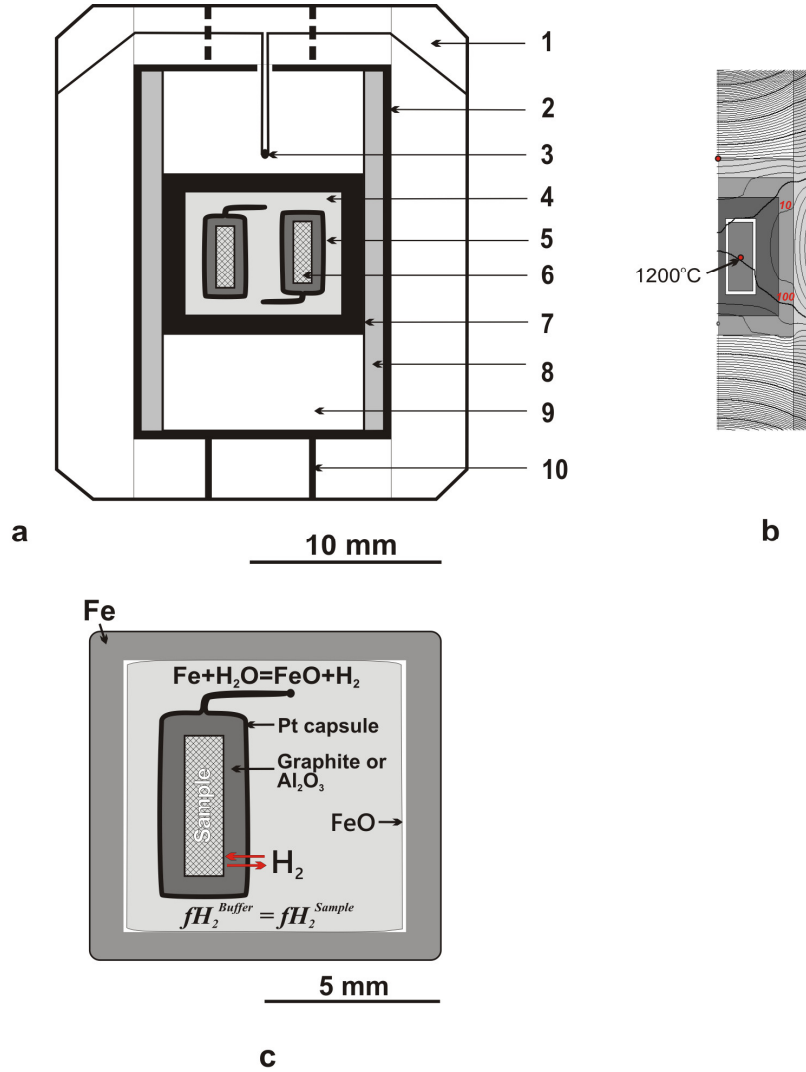 1
2
3
4
5
6
7
8
9
10
a
10 mm
10
1200°C
100
b
Fe
Fe+H₂O=FeO+H₂
Pt capsule
Graphite or
Al₂O₃
Sample
FeO
H₂
fH₂ᴮᵘᶠᶠᵉʳ = fH₂ˢᵃᵐᵖˡᵉ
5 mm
c